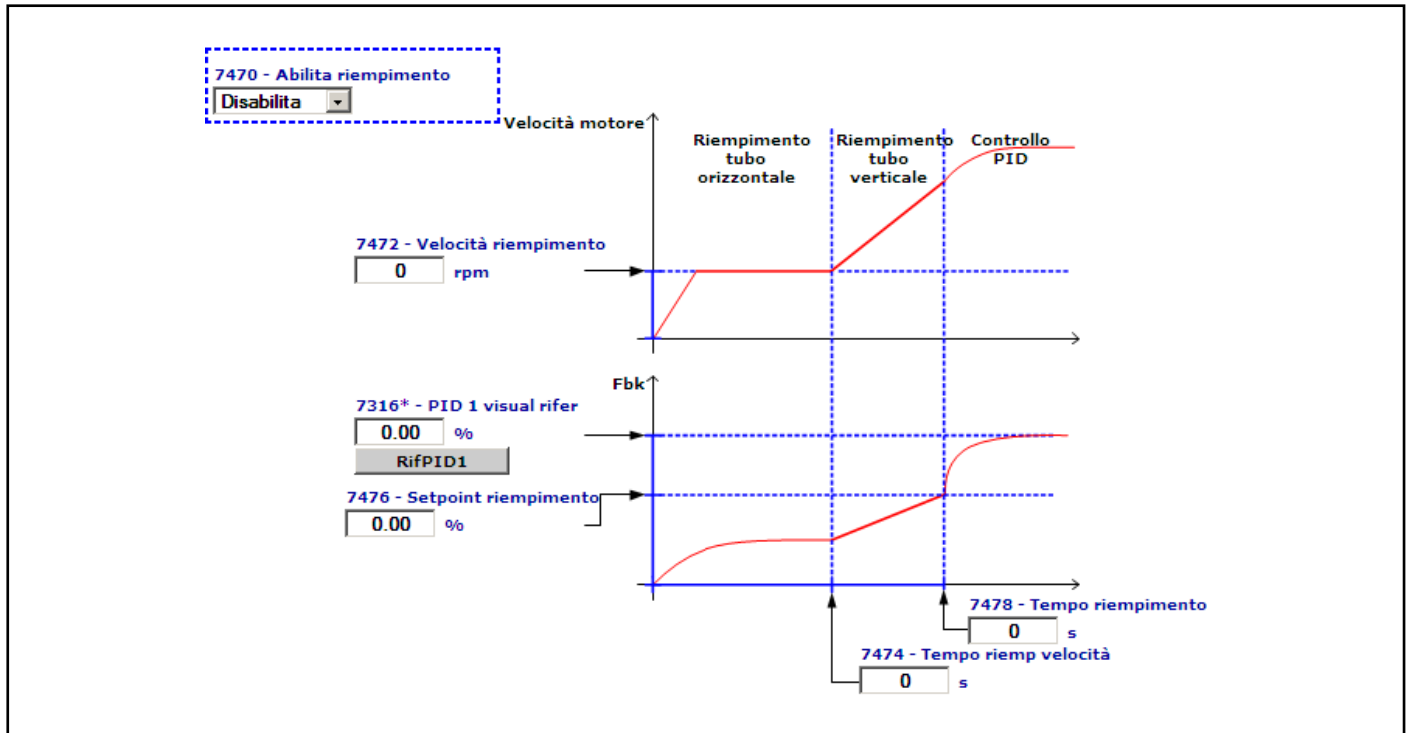 7470 - Abilita riempimento
Disabilita
Velocità motore
Riempimento
tubo
orizzontale
Riempimento
tubo
verticale
Controllo
PID
7472 - Velocità riempimento
0 rpm
Fbk
7316* - PID 1 visual rifer
0.00 %
RifPID1
7476 - Setpoint riempimento
0.00 %
7478 - Tempo riempimento
0 s
7474 - Tempo riemp velocità
0 s